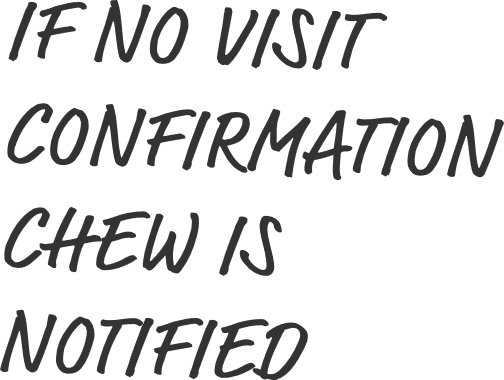 IF NO VISIT
CONFIRMATION
CHEW IS
NOTIFIED